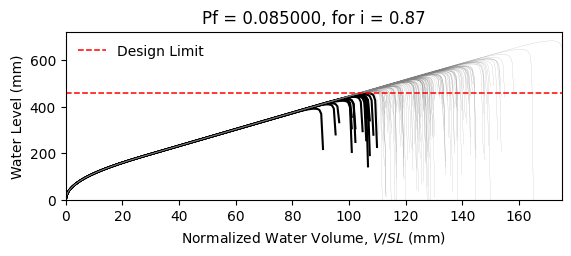 Pf = 0.085000, for i = 0.87
Design Limit
Water Level (mm)
600
400
200
0
0 20 40 60 80 100 120 140 160
Normalized Water Volume, V/SL (mm)